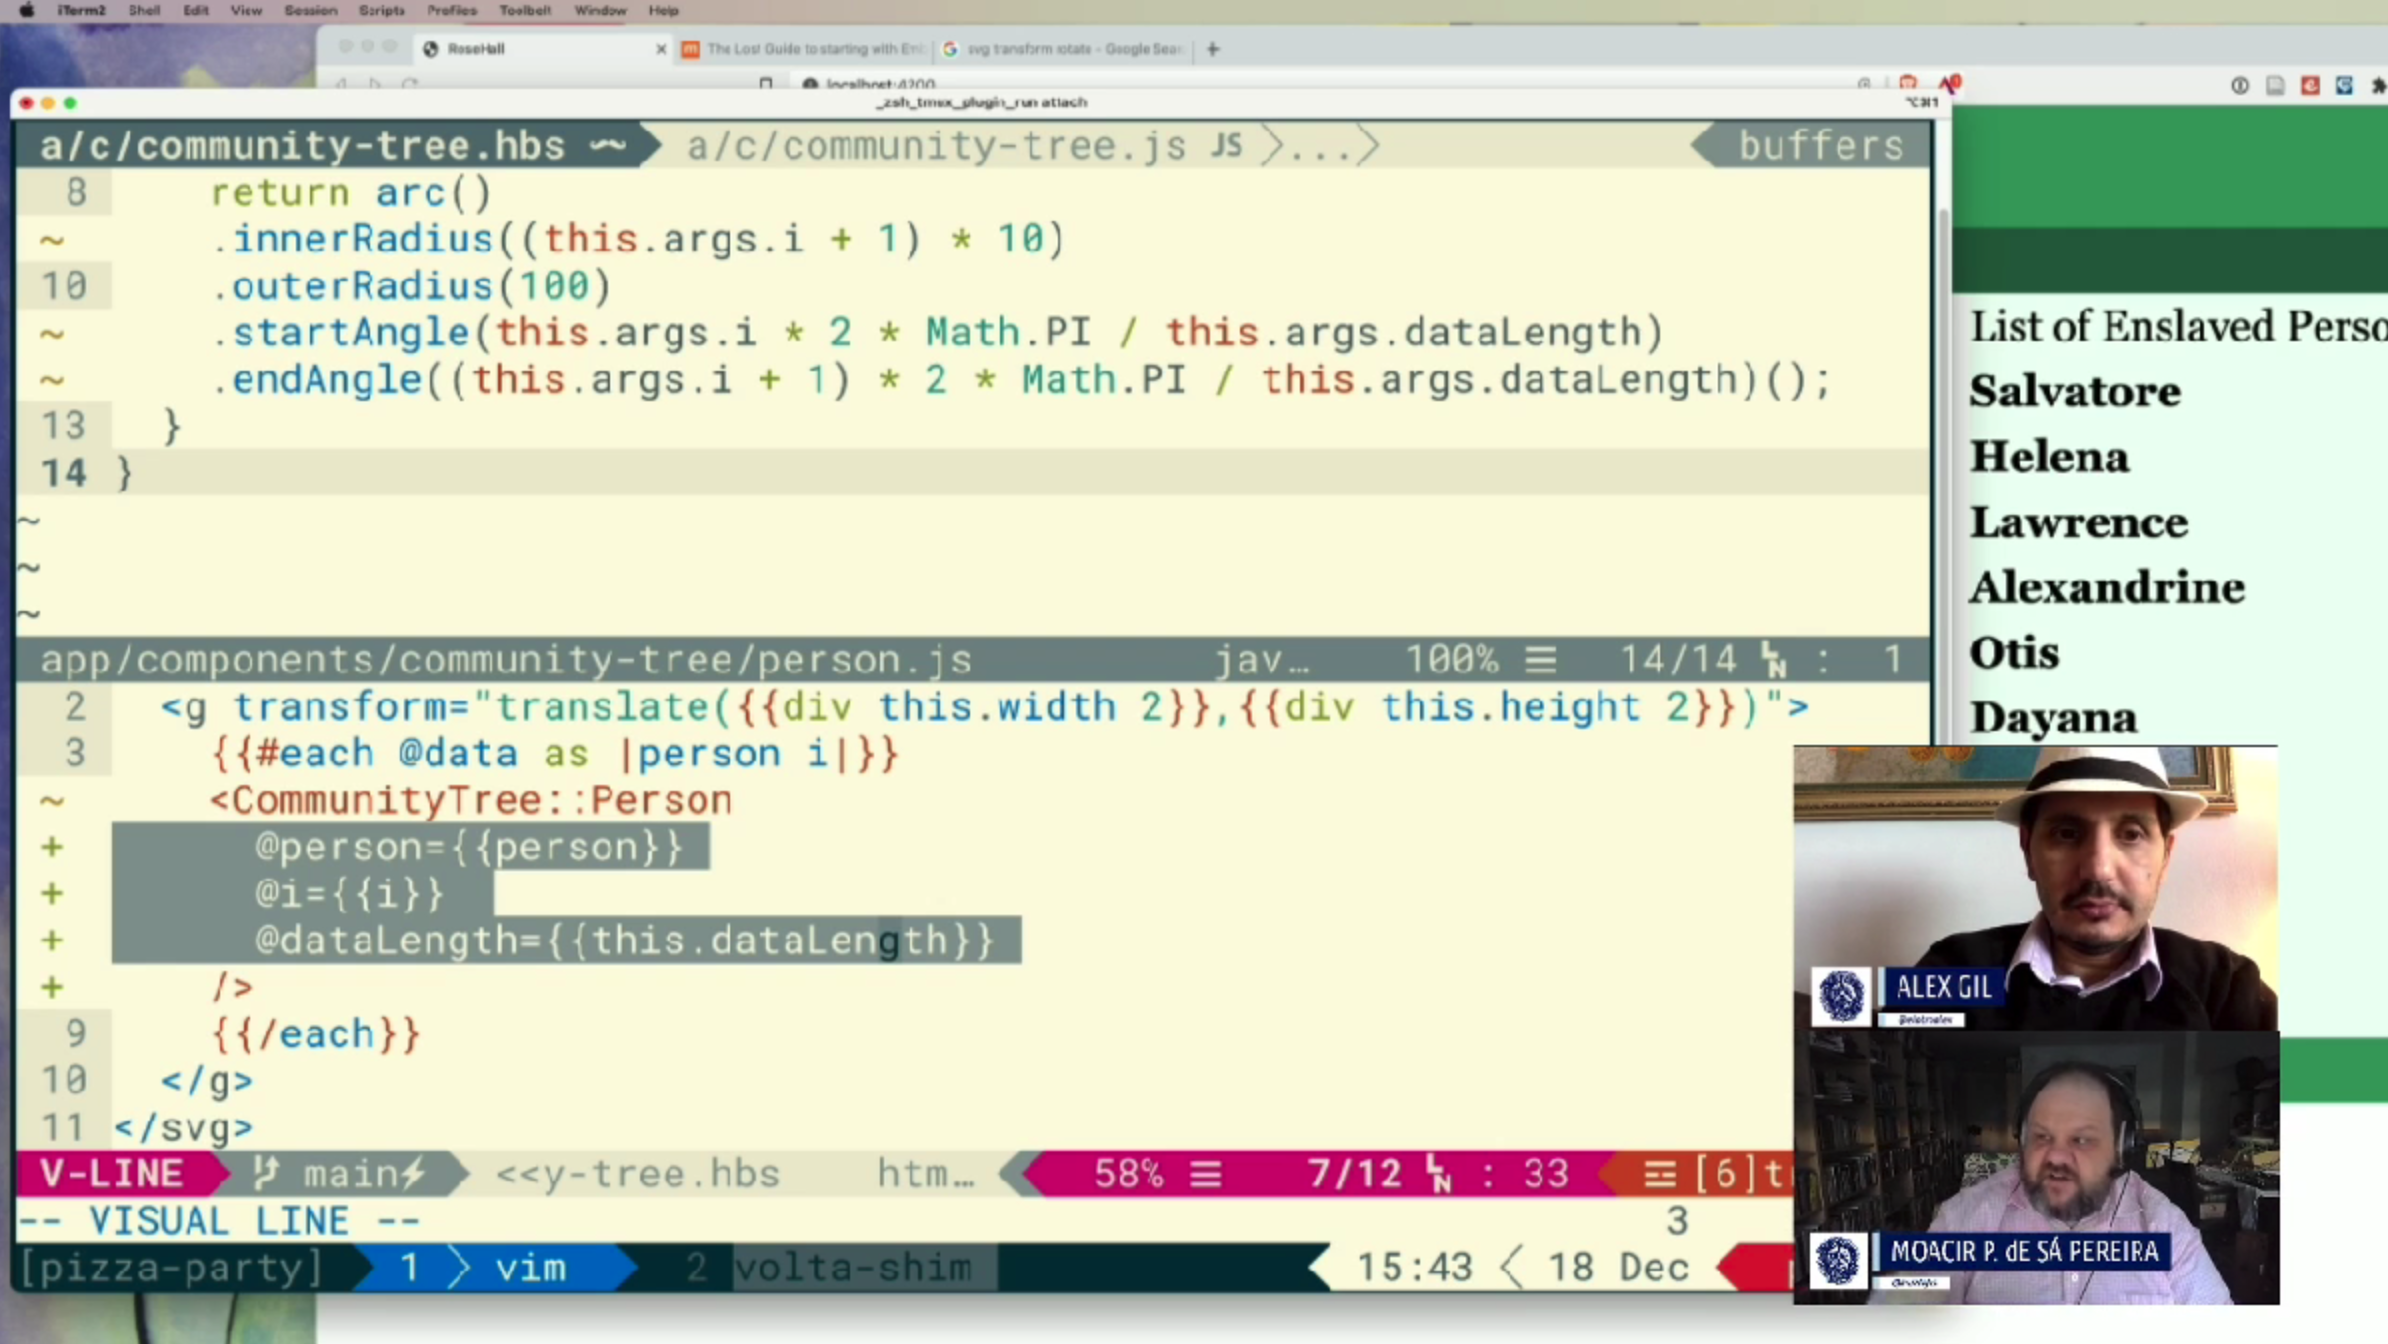 iTerm2 Shell Edit View Session Scripts Profiles Toolbelt Window Help
RoseHall
The Lost Guide to starting with Emb
svg transform rotate - Google Sear
localhost:4200
_zsh_tmux_plugin_run attach
⌥⌘1
a/c/community-tree.hbs a/c/community-tree.js JS ... buffers
8 return arc()
~ .innerRadius((this.args.i + 1) * 10)
10 .outerRadius(100)
~ .startAngle(this.args.i * 2 * Math.PI / this.args.dataLength)
~ .endAngle((this.args.i + 1) * 2 * Math.PI / this.args.dataLength)();
13 }
14 }
~
~
~
app/components/community-tree/person.js jav… 100% ☰ 14/14 LN : 1
2 <g transform="translate({{div this.width 2}},{{div this.height 2}})">
3 {{#each @data as |person i|}}
~ <CommunityTree::Person
+ @person={{person}}
+ @i={{i}}
+ @dataLength={{this.dataLength}}
+ />
9 {{/each}}
10 </g>
11 </svg>
V-LINE main⚡ <<y-tree.hbs htm… 58% ☰ 7/12 LN : 33 [6]t
-- VISUAL LINE -- 3
[pizza-party] 1 vim 2 volta-shim 15:43 < 18 Dec
List of Enslaved Perso
Salvatore
Helena
Lawrence
Alexandrine
Otis
Dayana
ALEX GIL
@elotroalex
MOACIR P. dE SÁ PEREIRA